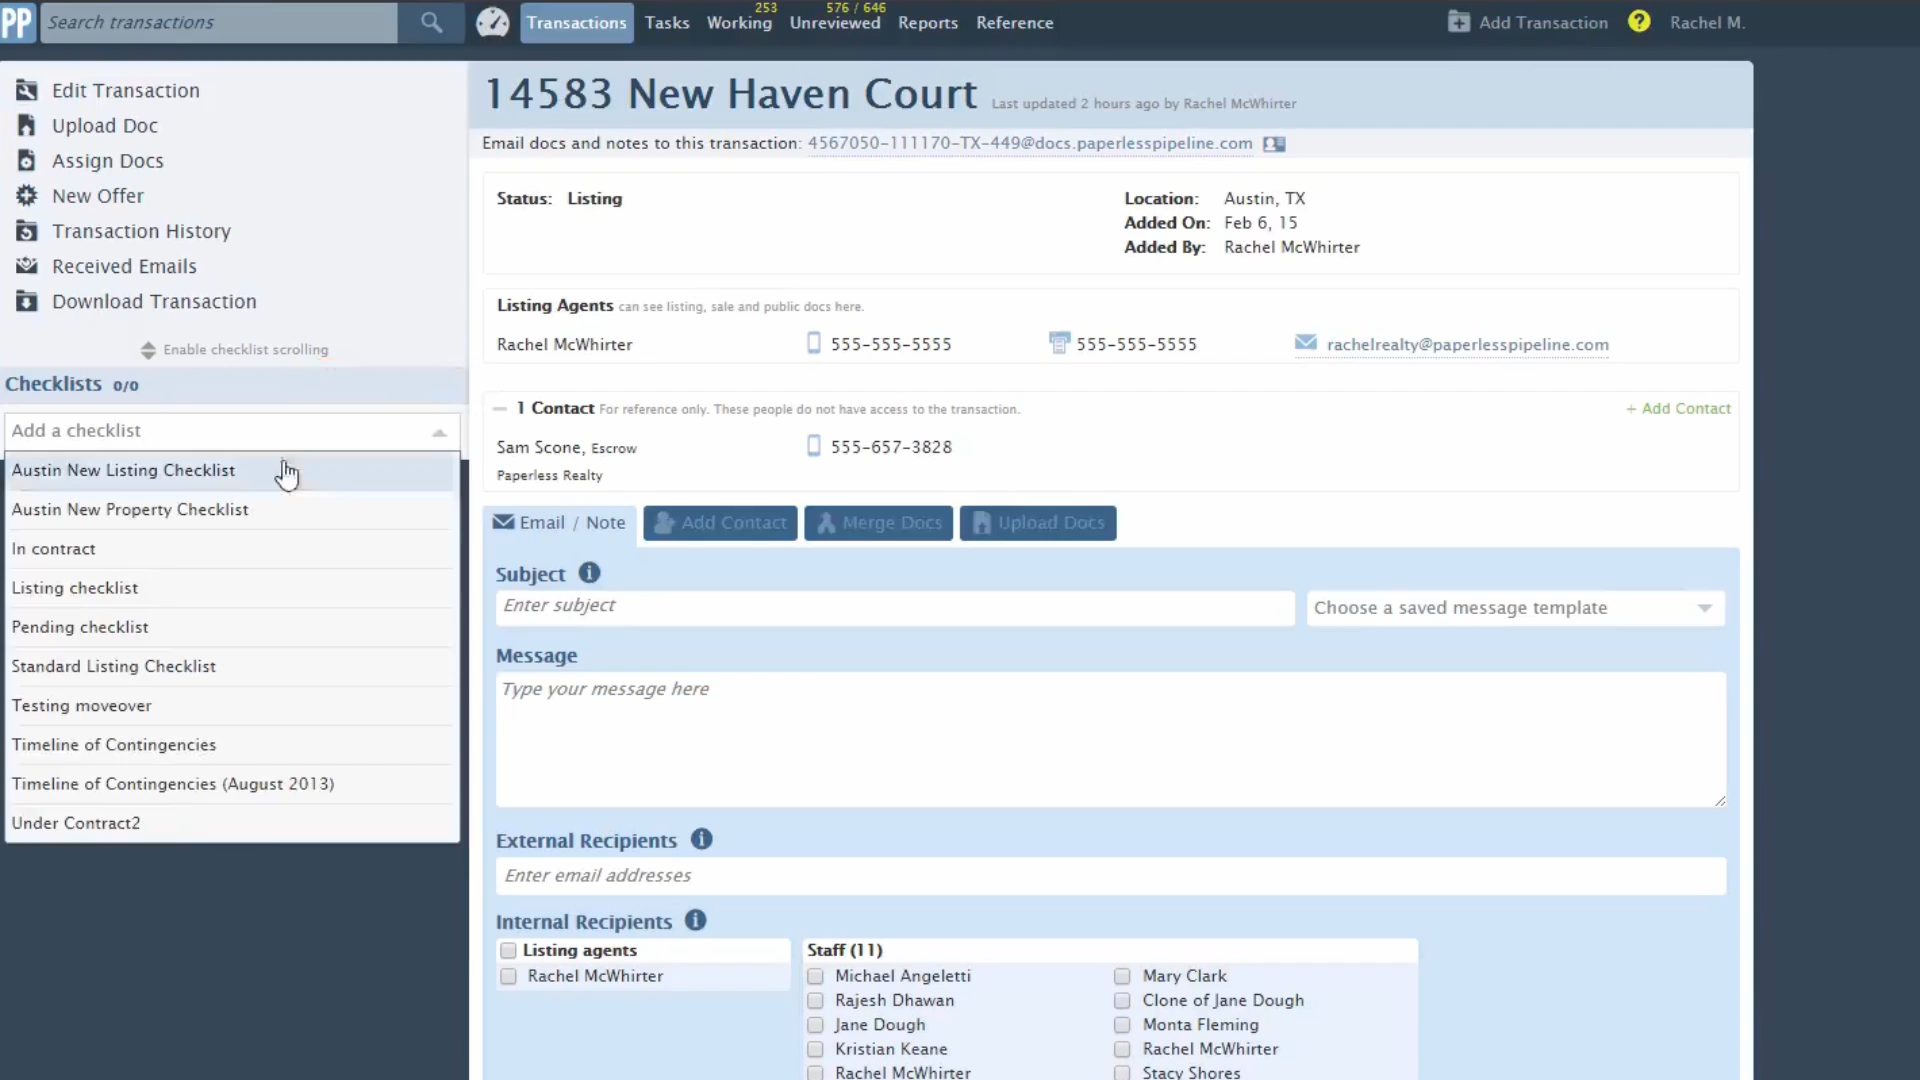 PP
Search transactions
Transactions
Tasks
Working 253
Unreviewed 576 / 646
Reports
Reference
Add Transaction
?
Rachel M.
Edit Transaction
Upload Doc
Assign Docs
New Offer
Transaction History
Received Emails
Download Transaction
Enable checklist scrolling
Checklists 0/0
Add a checklist
Austin New Listing Checklist
Austin New Property Checklist
In contract
Listing checklist
Pending checklist
Standard Listing Checklist
Testing moveover
Timeline of Contingencies
Timeline of Contingencies (August 2013)
Under Contract2
14583 New Haven Court Last updated 2 hours ago by Rachel McWhirter
Email docs and notes to this transaction: 4567050-111170-TX-449@docs.paperlesspipeline.com
Status: Listing
Location: Austin, TX
Added On: Feb 6, 15
Added By: Rachel McWhirter
Listing Agents can see listing, sale and public docs here.
Rachel McWhirter 555-555-5555 555-555-5555 rachelrealty@paperlesspipeline.com
1 Contact For reference only. These people do not have access to the transaction. + Add Contact
Sam Scone, Escrow 555-657-3828
Paperless Realty
Email / Note
Add Contact
Merge Docs
Upload Docs
Subject
Enter subject
Choose a saved message template
Message
Type your message here
External Recipients
Enter email addresses
Internal Recipients
Listing agents
Rachel McWhirter
Staff (11)
Michael Angeletti Mary Clark
Rajesh Dhawan Clone of Jane Dough
Jane Dough Monta Fleming
Kristian Keane Rachel McWhirter
Rachel McWhirter Stacy Shores